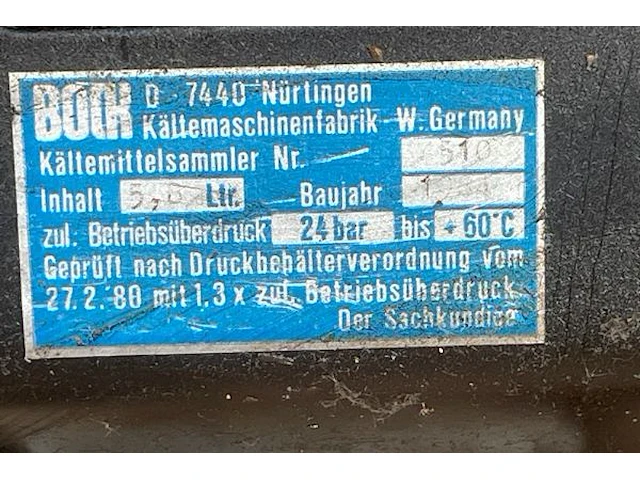 BOCK D - 7440 Nürtingen
Kältemaschinenfabrik - W. Germany
Kältemittelsammler Nr. 510
Inhalt Ltr. Baujahr
zul. Betriebsüberdruck 24 bar bis + 60°C
Geprüft nach Druckbehälterverordnung vom
27.2.80 mit 1,3 x zul. Betriebsüberdruck
Der Sachkundige